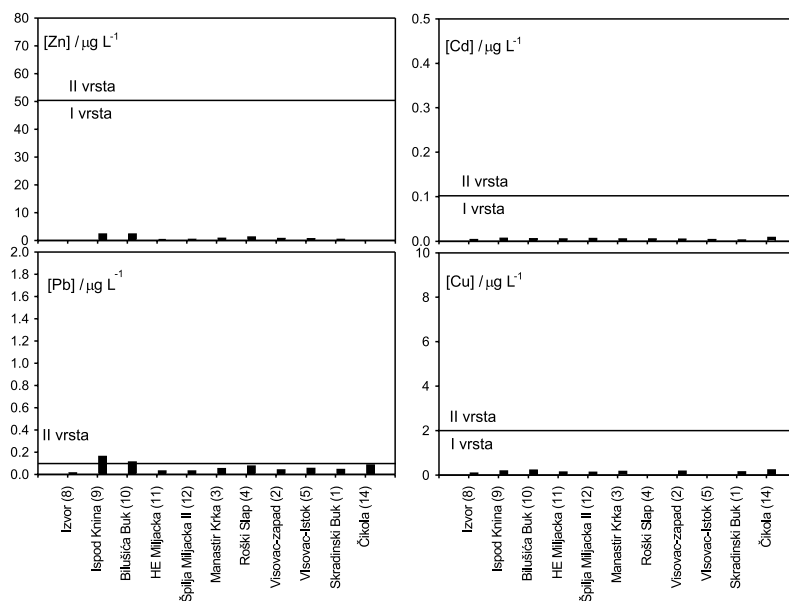 80
[Zn] / μg L⁻¹
70
60
II vrsta
50
I vrsta
40
30
20
10
0
0.5
[Cd] / μg L⁻¹
0.4
0.3
0.2
II vrsta
0.1
I vrsta
0.0
2.0
[Pb] / μg L⁻¹
1.8
1.6
1.4
1.2
1.0
0.8
0.6
0.4
II vrsta
0.2
0.0
10
[Cu] / μg L⁻¹
8
6
4
II vrsta
2
I vrsta
0
Izvor (8)
Ispod Knina (9)
Bilušića Buk (10)
HE Miljacka (11)
Špilja Miljacka II (12)
Manastir Krka (3)
Roški Slap (4)
Visovac-zapad (2)
VIsovac-Istok (5)
Skradinski Buk (1)
Čikola (14)
Izvor (8)
Ispod Knina (9)
Bilušića Buk (10)
HE Miljacka (11)
Špilja Miljacka II (12)
Manastir Krka (3)
Roški Slap (4)
Visovac-zapad (2)
VIsovac-Istok (5)
Skradinski Buk (1)
Čikola (14)